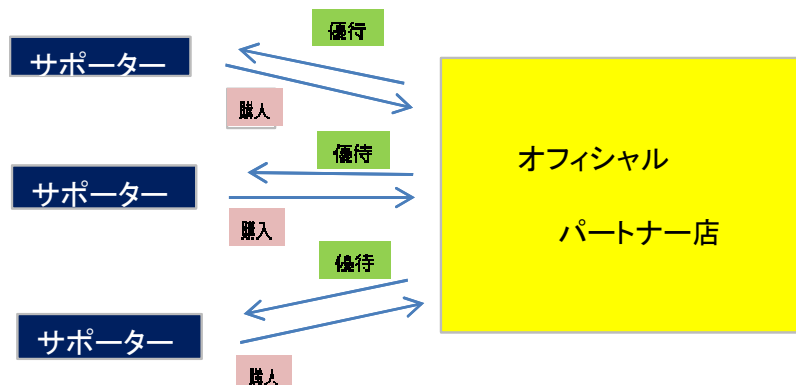 優待
サポーター
購入
優待
オフィシャル
サポーター
購入
パートナー店
優待
サポーター
購入